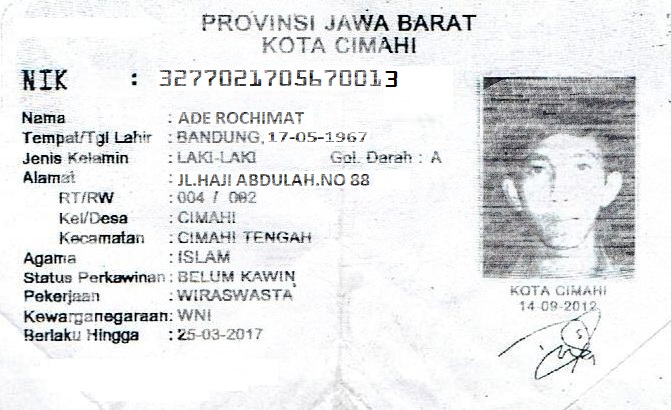 PROVINSI JAWA BARAT
KOTA CIMAHI
NIK : 3277021705670013
Nama : ADE ROCHIMAT
Tempat/Tgl Lahir : BANDUNG, 17-05-1967
Jenis Kelamin : LAKI-LAKI Gol. Darah : A
Alamat : JL.HAJI ABDULAH.NO 88
RT/RW : 004 / 002
Kel/Desa : CIMAHI
Kecamatan : CIMAHI TENGAH
Agama : ISLAM
Status Perkawinan : BELUM KAWIN
Pekerjaan : WIRASWASTA
Kewarganegaraan : WNI
Berlaku Hingga : 25-03-2017
KOTA CIMAHI
14-09-2012